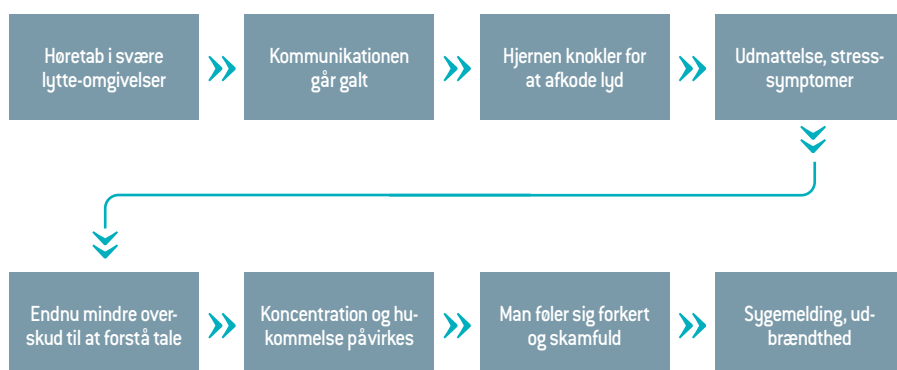 Høretab i svære
lytte-omgivelser
Kommunikationen
går galt
Hjernen knokler for
at afkode lyd
Udmattelse, stress-
symptomer
Endnu mindre over-
skud til at forstå tale
Koncentration og hu-
kommelse påvirkes
Man føler sig forkert
og skamfuld
Sygemelding, ud-
brændthed